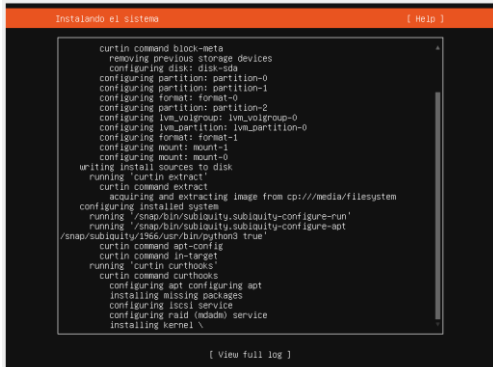 Instalando el sistema [ Help ]
curtin command block-meta
removing previous storage devices
configuring disk: disk-sda
configuring partition: partition-0
configuring partition: partition-1
configuring format: format-0
configuring partition: partition-2
configuring lvm_volgroup: lvm_volgroup-0
configuring lvm_partition: lvm_partition-0
configuring format: format-1
configuring mount: mount-1
configuring mount: mount-0
writing install sources to disk
running 'curtin extract'
curtin command extract
acquiring and extracting image from cp:///media/filesystem
configuring installed system
running '/snap/bin/subiquity.subiquity-configure-run'
running '/snap/bin/subiquity.subiquity-configure-apt
/snap/subiquity/1966/usr/bin/python3 true'
curtin command apt-config
curtin command in-target
running 'curtin curthooks'
curtin command curthooks
configuring apt configuring apt
installing missing packages
configuring iscsi service
configuring raid (mdadm) service
installing kernel \
[ View full log ]